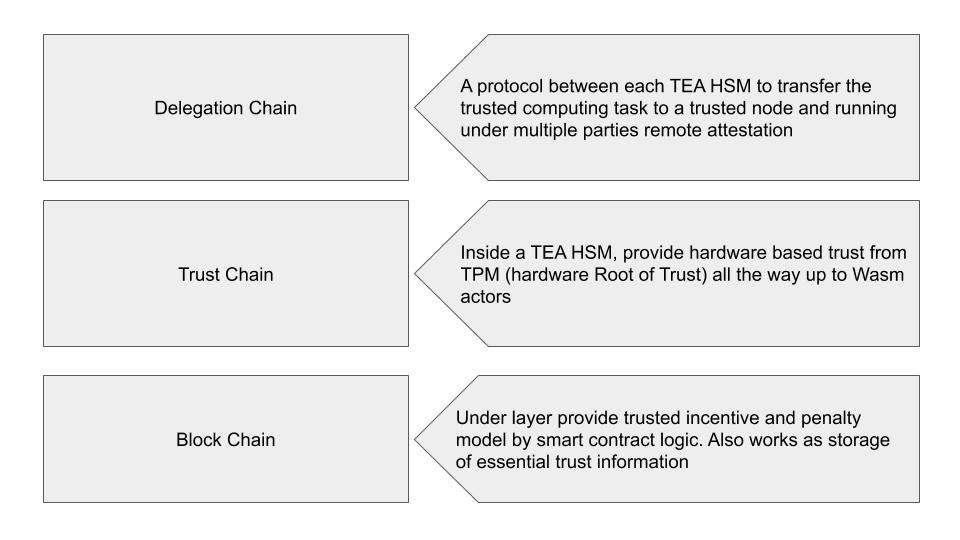 Delegation Chain
A protocol between each TEA HSM to transfer the
trusted computing task to a trusted node and running
under multiple parties remote attestation
Trust Chain
Inside a TEA HSM, provide hardware based trust from
TPM (hardware Root of Trust) all the way up to Wasm
actors
Block Chain
Under layer provide trusted incentive and penalty
model by smart contract logic. Also works as storage
of essential trust information